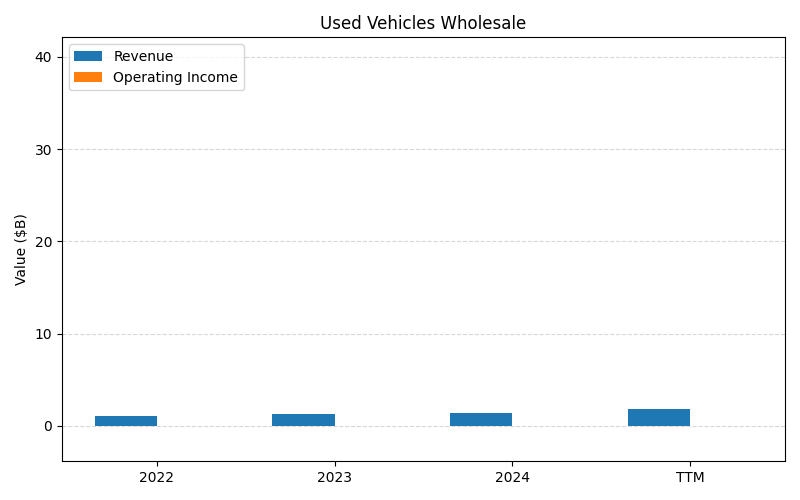 Used Vehicles Wholesale
Revenue
Operating Income
Value ($B)
40
30
20
10
0
2022
2023
2024
TTM